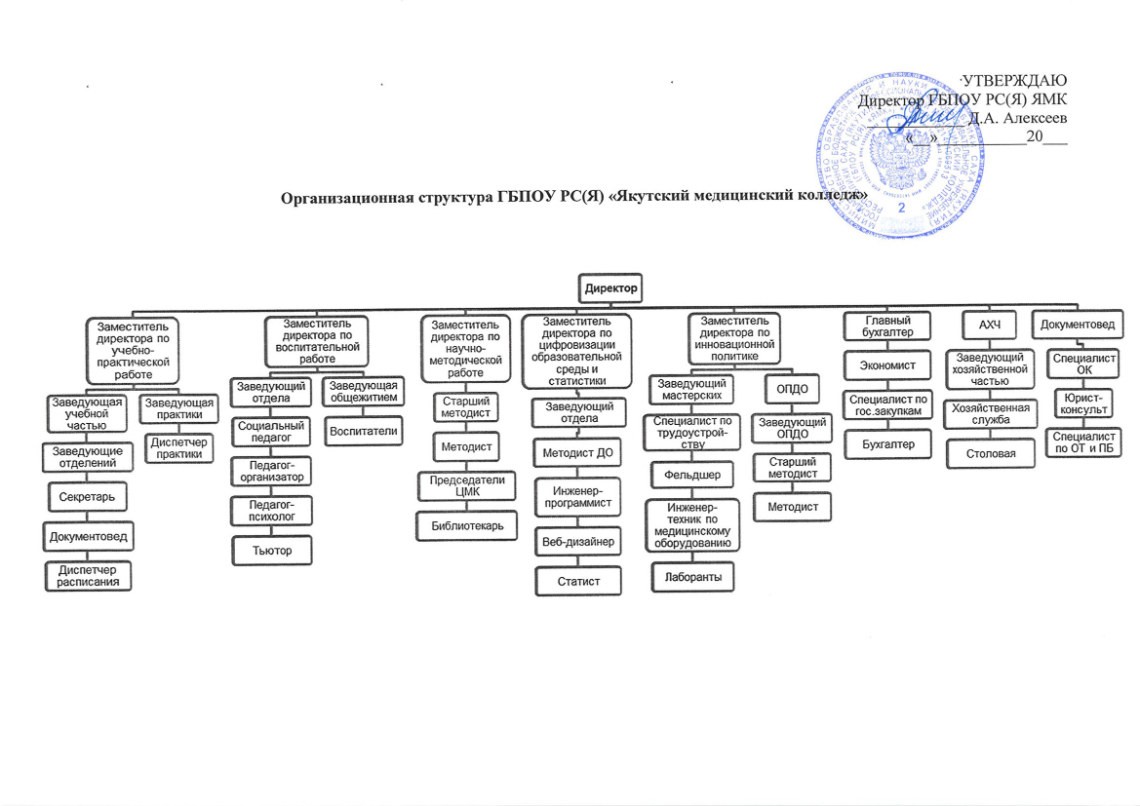 УТВЕРЖДАЮ
Директор ГБПОУ РС(Я) ЯМК
____________ Д.А. Алексеев
«__»___________20___
Организационная структура ГБПОУ РС(Я) «Якутский медицинский колледж»
Директор
Заместитель
директора по
учебно-
практической
работе
Заведующая
учебной
частью
Заведующие
отделений
Секретарь
Документовед
Диспетчер
расписания
Заведующая
практики
Диспетчер
практики
Заместитель
директора по
воспитательной
работе
Заведующий
отдела
Социальный
педагог
Педагог-
организатор
Педагог-
психолог
Тьютор
Заведующая
общежитием
Воспитатели
Заместитель
директора по
научно-
методической
работе
Старший
методист
Методист
Председатели
ЦМК
Библиотекарь
Заместитель
директора по
цифровизации
образовательной
среды и
статистики
Заведующий
отдела
Методист ДО
Инженер-
программист
Веб-дизайнер
Статист
Заместитель
директора по
инновационной
политике
Заведующий
мастерских
Специалист по
трудоустрой-
ству
Фельдшер
Инженер-
техник по
медицинскому
оборудованию
Лаборанты
ОПДО
Заведующий
ОПДО
Старший
методист
Методист
Главный
бухгалтер
Экономист
Специалист по
гос.закупкам
Бухгалтер
АХЧ
Заведующий
хозяйственной
частью
Хозяйственная
служба
Столовая
Документовед
Специалист
ОК
Юрист-
консульт
Специалист
по ОТ и ПБ
2